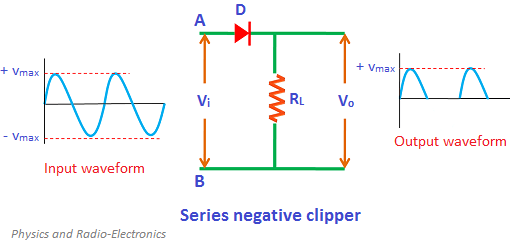 D
A
+ vmax
- vmax
Input waveform
Vi
RL
Vo
B
+ vmax
Output waveform
Series negative clipper
Physics and Radio-Electronics